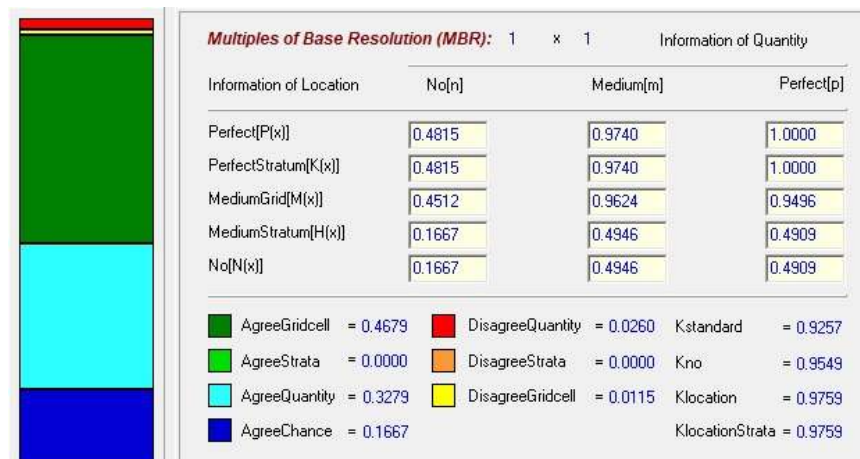 Multiples of Base Resolution (MBR): 1 x 1 Information of Quantity
Information of Location No[n] Medium[m] Perfect[p]
Perfect[P(x)] 0.4815 0.9740 1.0000
PerfectStratum[K(x)] 0.4815 0.9740 1.0000
MediumGrid[M(x)] 0.4512 0.9624 0.9496
MediumStratum[H(x)] 0.1667 0.4946 0.4909
No[N(x)] 0.1667 0.4946 0.4909
AgreeGridcell = 0.4679 DisagreeQuantity = 0.0260 Kstandard = 0.9257
AgreeStrata = 0.0000 DisagreeStrata = 0.0000 Kno = 0.9549
AgreeQuantity = 0.3279 DisagreeGridcell = 0.0115 Klocation = 0.9759
AgreeChance = 0.1667 KlocationStrata = 0.9759